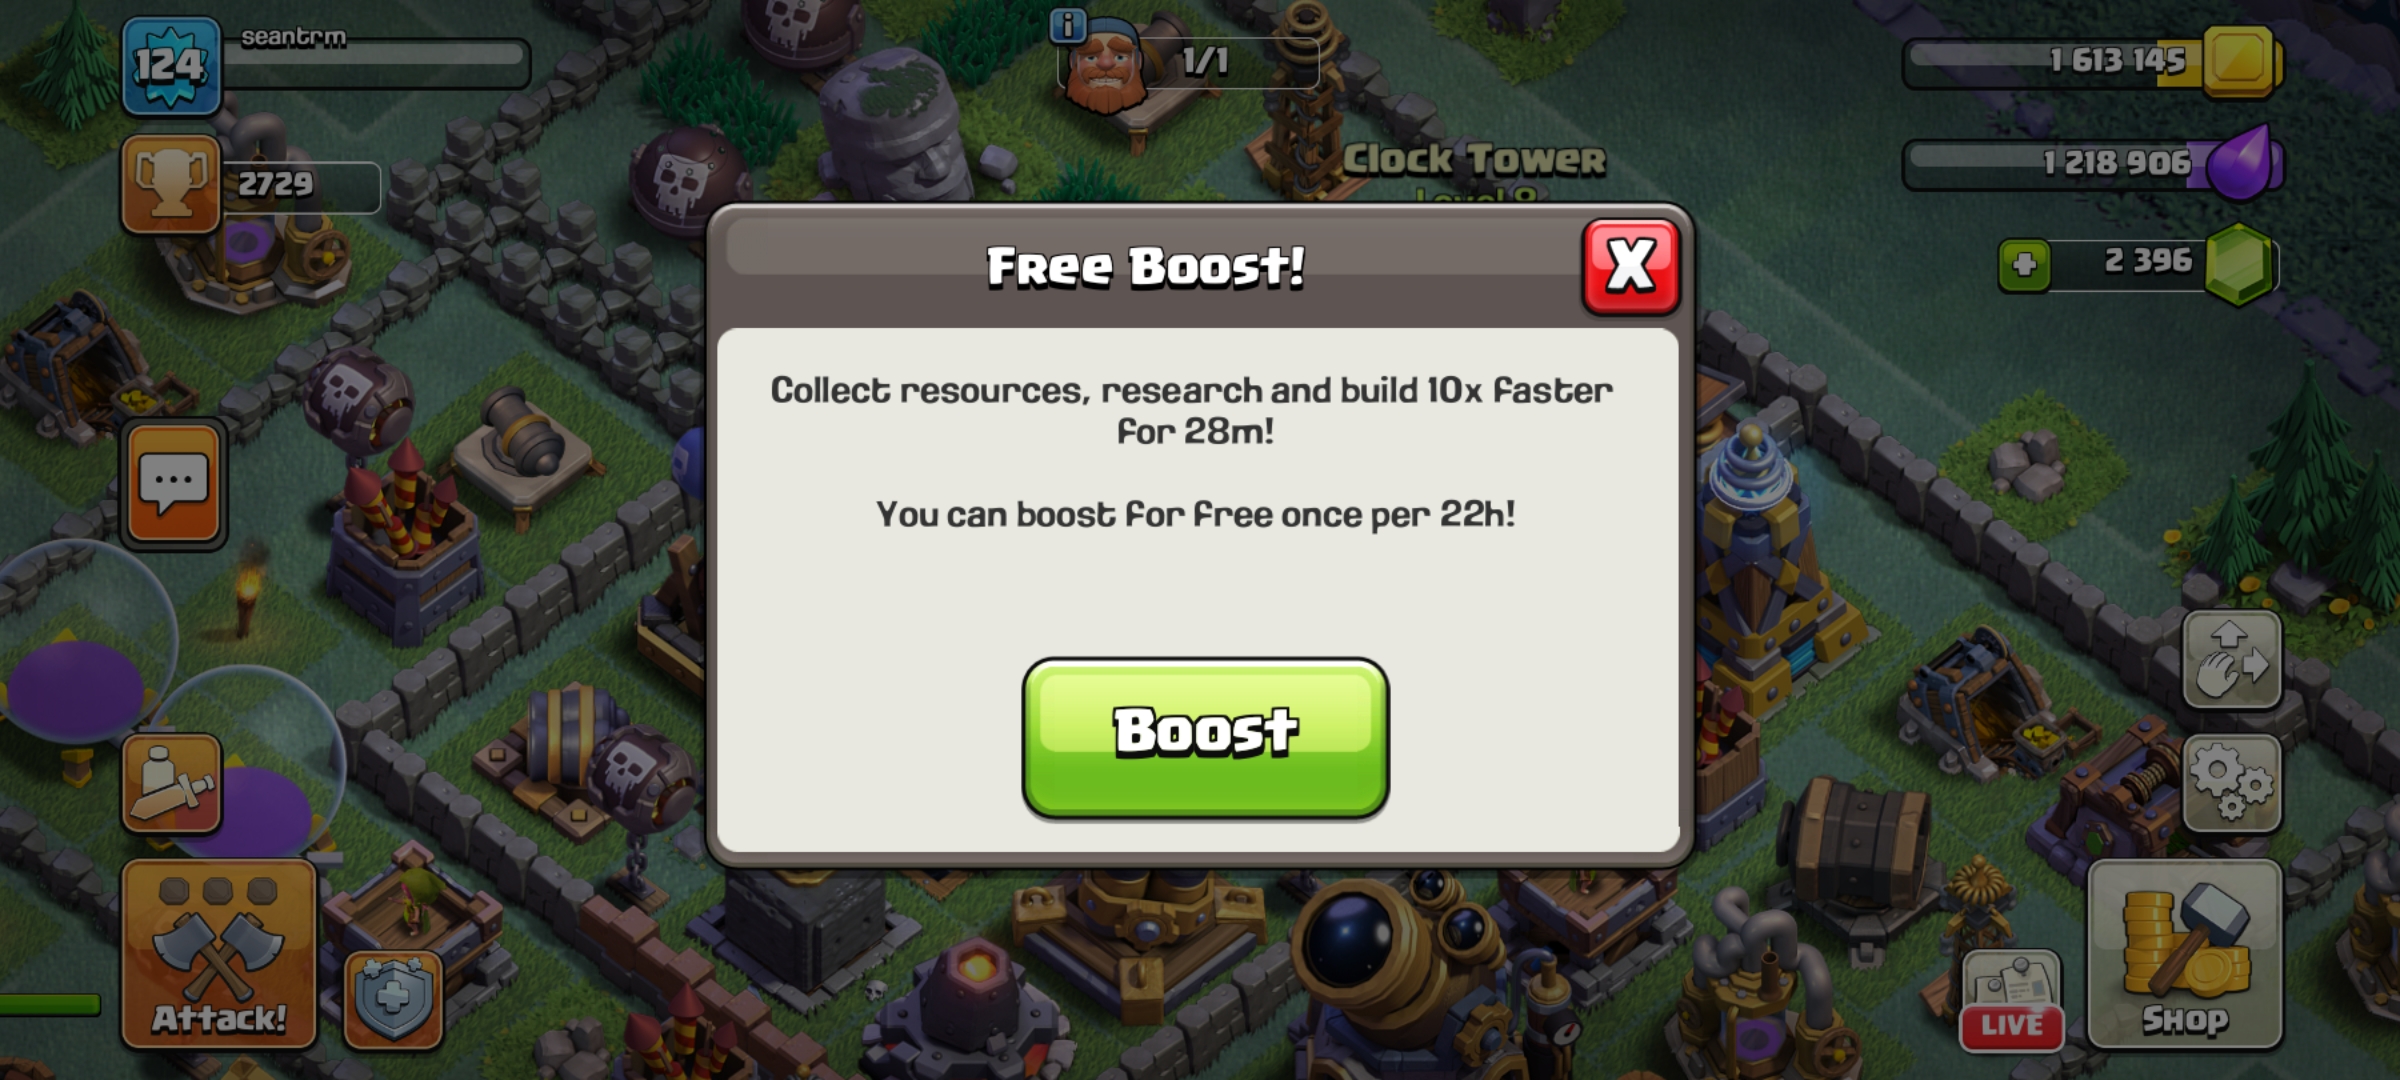 124
seantrm
i
1/1
1 613 145
2729
Clock Tower
Level 8
1 218 906
2 396
Free Boost!
X
Collect resources, research and build 10x faster
for 28m!
You can boost for free once per 22h!
Boost
Attack!
LIVE
Shop